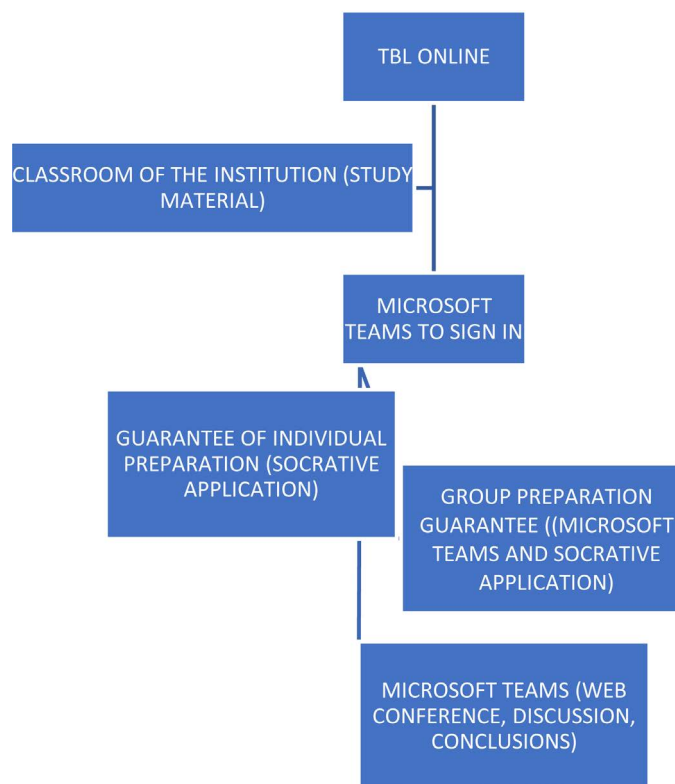 TBL ONLINE
CLASSROOM OF THE INSTITUTION (STUDY
MATERIAL)
MICROSOFT
TEAMS TO SIGN IN
GUARANTEE OF INDIVIDUAL
PREPARATION (SOCRATIVE
APPLICATION)
GROUP PREPARATION
GUARANTEE ((MICROSOFT
TEAMS AND SOCRATIVE
APPLICATION)
MICROSOFT TEAMS (WEB
CONFERENCE, DISCUSSION,
CONCLUSIONS)